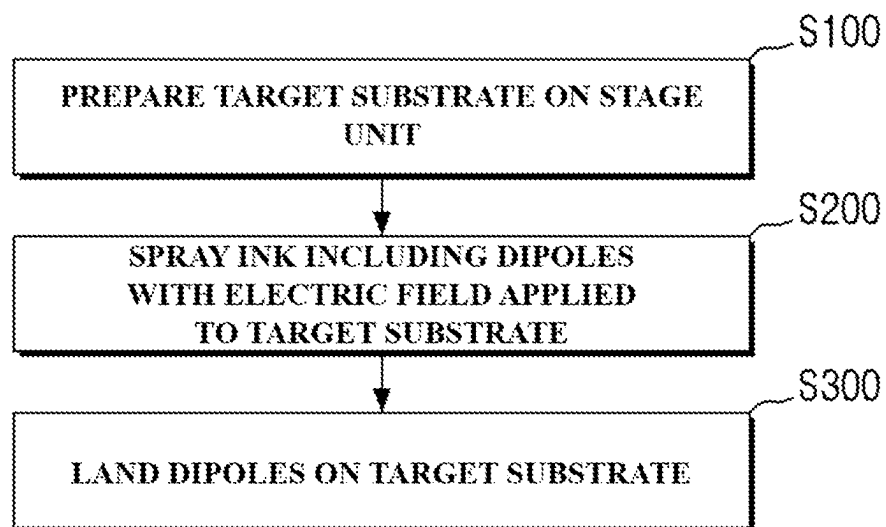 S100
PREPARE TARGET SUBSTRATE ON STAGE
UNIT
S200
SPRAY INK INCLUDING DIPOLES
WITH ELECTRIC FIELD APPLIED
TO TARGET SUBSTRATE
S300
LAND DIPOLES ON TARGET SUBSTRATE